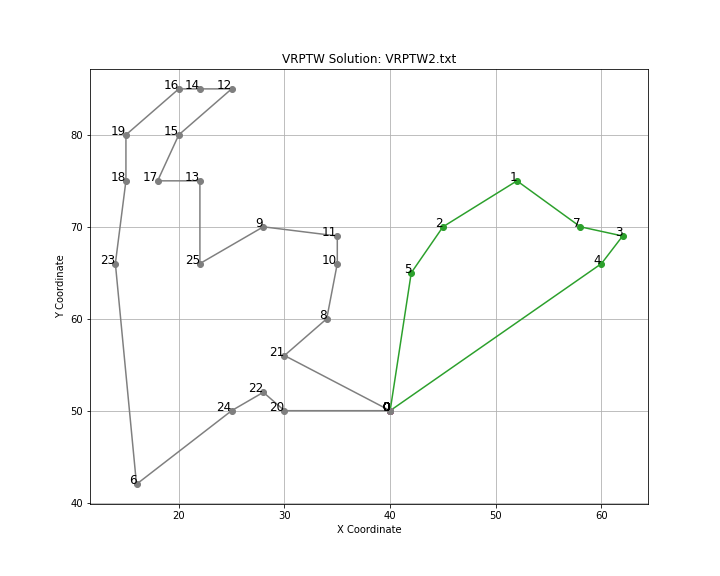 VRPTW Solution: VRPTW2.txt
16 14 12
80 19 15
18 17 13 1
70 9 2 7
11 3
23 25 10 5 4
60 8
21
22
50 24 20 0
6
40
20 30 40 50 60
X Coordinate
Y Coordinate